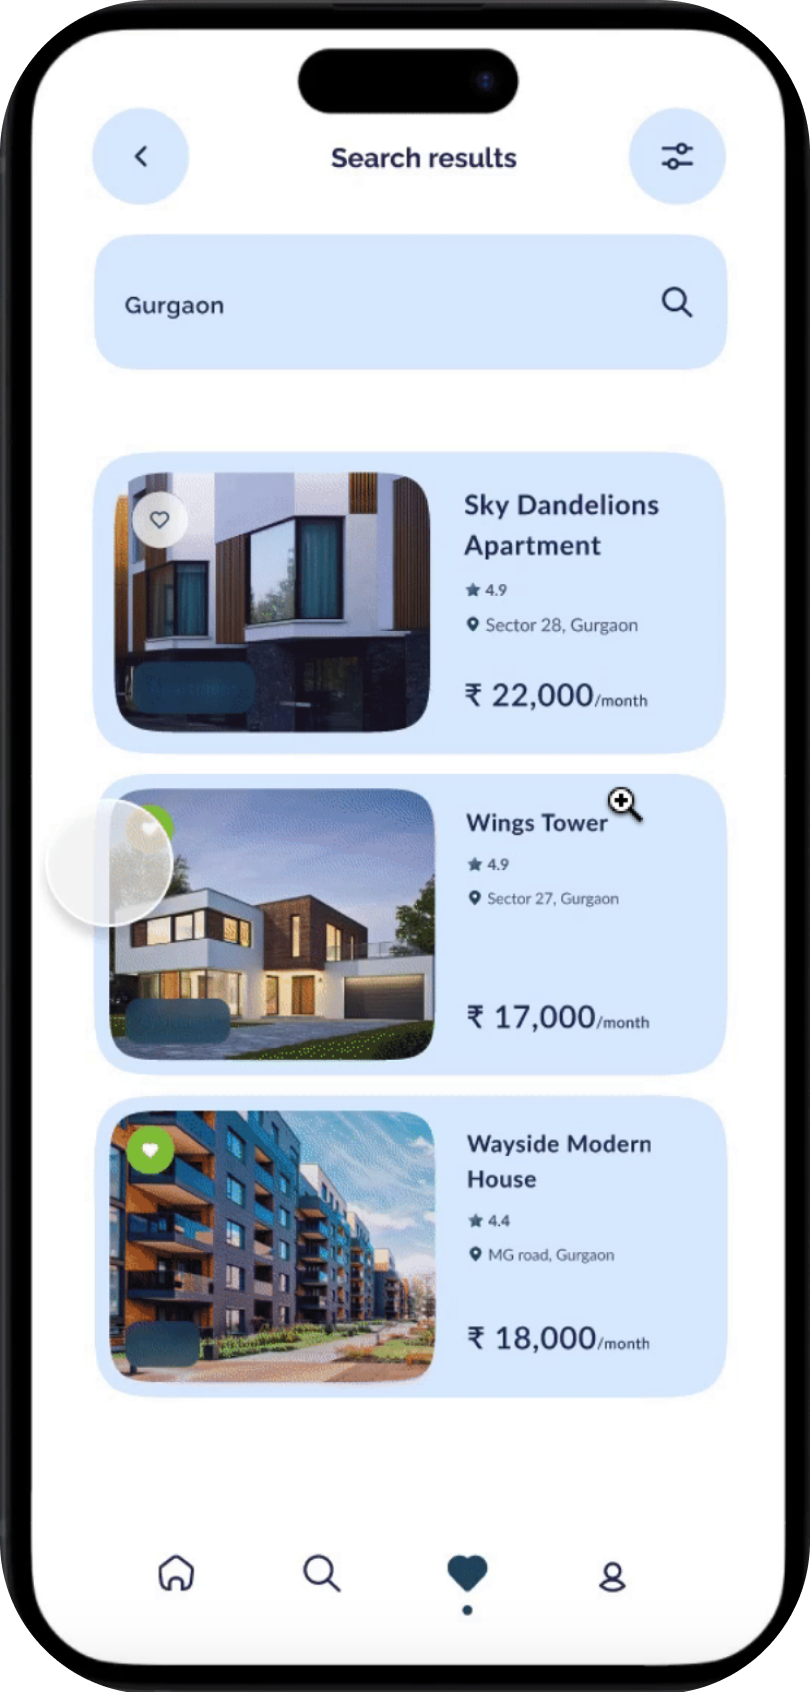 Search results
Gurgaon
Sky Dandelions
Apartment
4.9
Sector 28, Gurgaon
₹ 22,000/month
Wings Tower
4.9
Sector 27, Gurgaon
₹ 17,000/month
Wayside Modern
House
4.4
MG road, Gurgaon
₹ 18,000/month